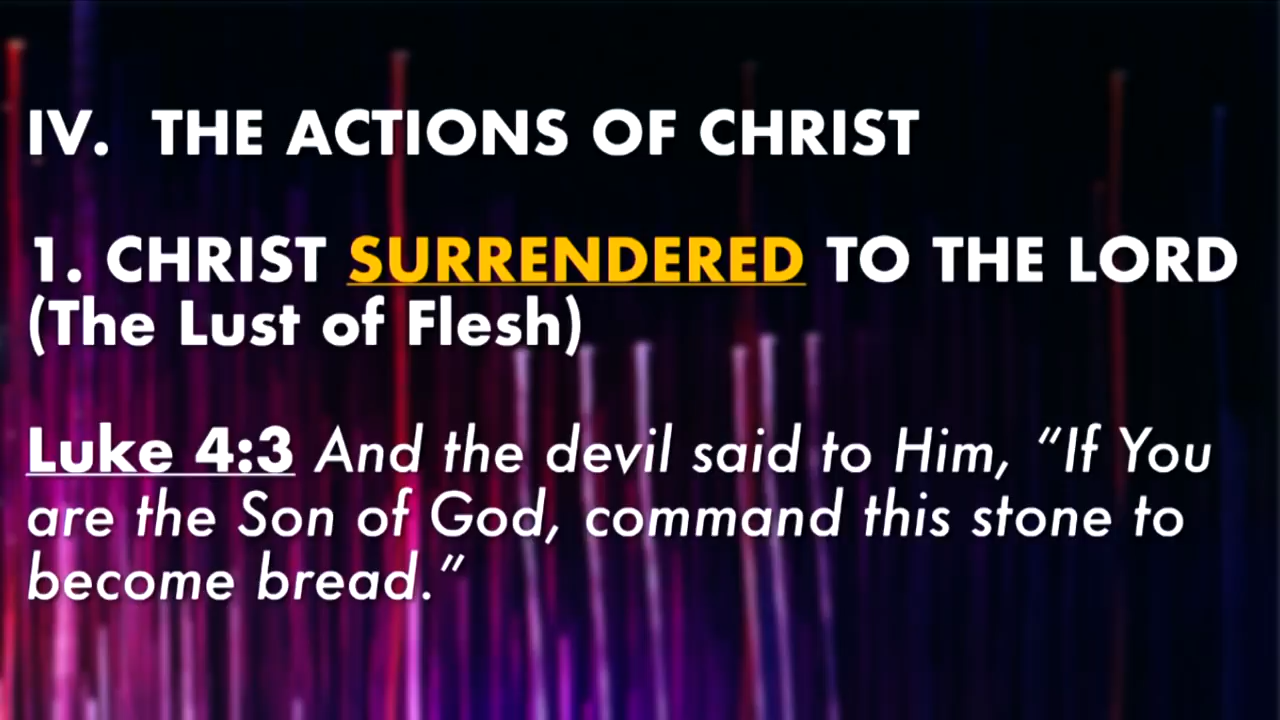 IV. THE ACTIONS OF CHRIST
1. CHRIST SURRENDERED TO THE LORD
(The Lust of Flesh)
Luke 4:3 And the devil said to Him, “If You
are the Son of God, command this stone to
become bread.”